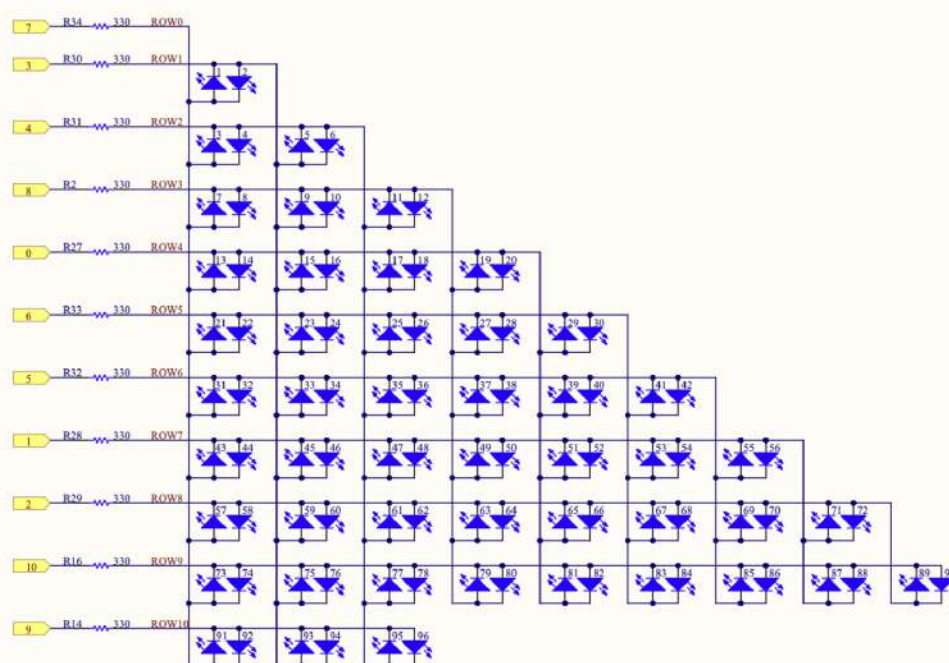 7 R34 330 ROW0
3 R30 330 ROW1
1 2
4 R31 330 ROW2
3 4 5 6
8 R2 330 ROW3
7 8 9 10 11 12
0 R27 330 ROW4
13 14 15 16 17 18 19 20
6 R33 330 ROW5
21 22 23 24 25 26 27 28 29 30
5 R32 330 ROW6
31 32 33 34 35 36 37 38 39 40 41 42
1 R28 330 ROW7
43 44 45 46 47 48 49 50 51 52 53 54 55 56
2 R29 330 ROW8
57 58 59 60 61 62 63 64 65 66 67 68 69 70 71 72
10 R16 330 ROW9
73 74 75 76 77 78 79 80 81 82 83 84 85 86 87 88 89
9 R14 330 ROW10
91 92 93 94 95 96